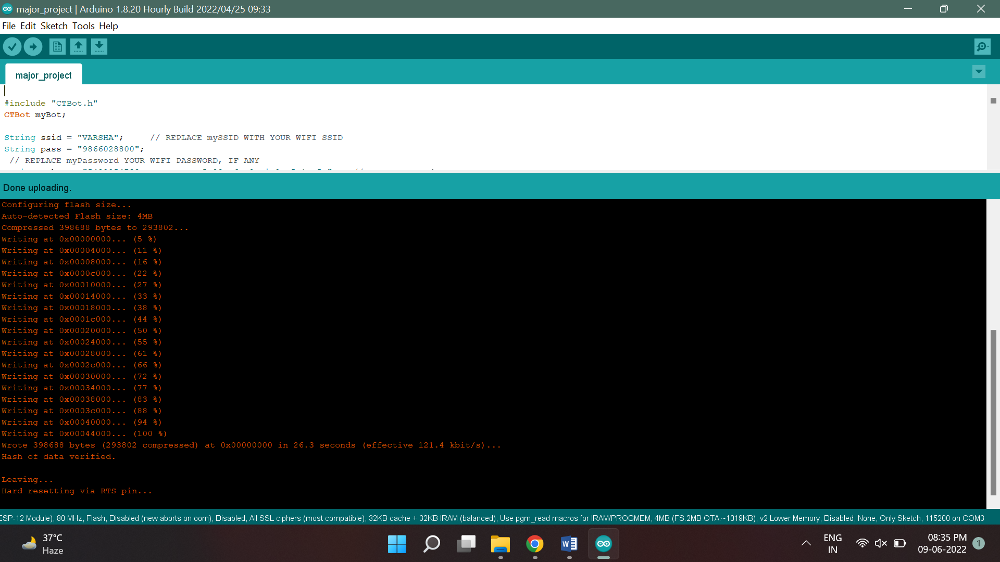 major_project | Arduino 1.8.20 Hourly Build 2022/04/25 09:33
File Edit Sketch Tools Help
major_project
#include "CTBot.h"
CTBot myBot;
String ssid = "VARSHA"; // REPLACE mySSID WITH YOUR WIFI SSID
String pass = "9866028800";
// REPLACE myPassword YOUR WIFI PASSWORD, IF ANY
Done uploading.
Configuring flash size...
Auto-detected Flash size: 4MB
Compressed 398688 bytes to 293802...
Writing at 0x00000000... (5 %)
Writing at 0x00004000... (11 %)
Writing at 0x00008000... (16 %)
Writing at 0x0000c000... (22 %)
Writing at 0x00010000... (27 %)
Writing at 0x00014000... (33 %)
Writing at 0x00018000... (38 %)
Writing at 0x0001c000... (44 %)
Writing at 0x00020000... (50 %)
Writing at 0x00024000... (55 %)
Writing at 0x00028000... (61 %)
Writing at 0x0002c000... (66 %)
Writing at 0x00030000... (72 %)
Writing at 0x00034000... (77 %)
Writing at 0x00038000... (83 %)
Writing at 0x0003c000... (88 %)
Writing at 0x00040000... (94 %)
Writing at 0x00044000... (100 %)
Wrote 398688 bytes (293802 compressed) at 0x00000000 in 26.3 seconds (effective 121.4 kbit/s)...
Hash of data verified.
Leaving...
Hard resetting via RTS pin...
SP-12 Module), 80 MHz, Flash, Disabled (new aborts on oom), Disabled, All SSL ciphers (most compatible), 32KB cache + 32KB IRAM (balanced), Use pgm_read macros for IRAM/PROGMEM, 4MB (FS:2MB OTA:~1019KB), v2 Lower Memory, Disabled, None, Only Sketch, 115200 on COM3
37°C
Haze
W
ENG
IN
08:35 PM
09-06-2022
1